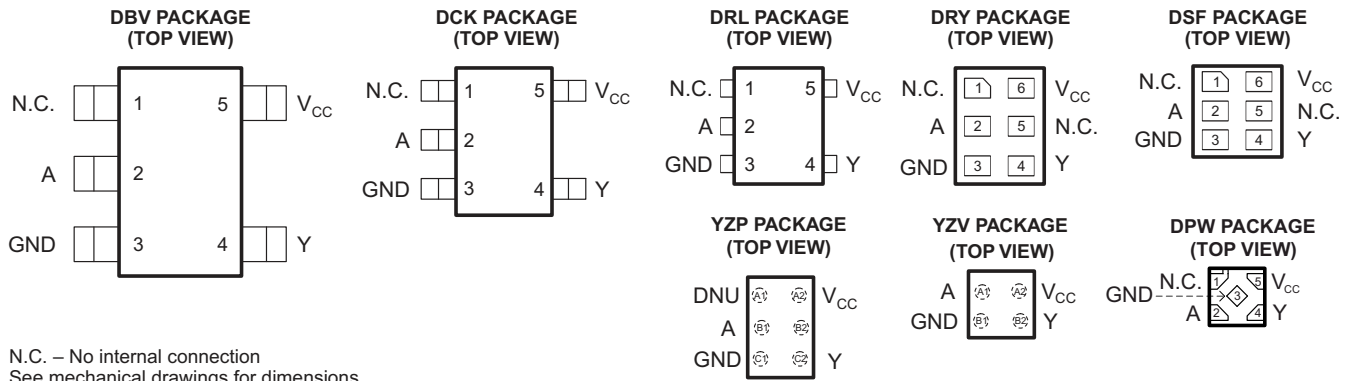 DBV PACKAGE
(TOP VIEW)
N.C. 1 5 VCC
A 2
GND 3 4 Y
DCK PACKAGE
(TOP VIEW)
N.C. 1 5 VCC
A 2
GND 3 4 Y
DRL PACKAGE
(TOP VIEW)
N.C. 1 5 VCC
A 2
GND 3 4 Y
DRY PACKAGE
(TOP VIEW)
N.C. 1 6 VCC
A 2 5 N.C.
GND 3 4 Y
DSF PACKAGE
(TOP VIEW)
N.C. 1 6 VCC
A 2 5 N.C.
GND 3 4 Y
YZP PACKAGE
(TOP VIEW)
DNU A1 A2 VCC
A B1 B2
GND C1 C2 Y
YZV PACKAGE
(TOP VIEW)
A A1 A2 VCC
GND B1 B2 Y
DPW PACKAGE
(TOP VIEW)
N.C. 1 5 VCC
GND 3
A 2 4 Y
N.C. – No internal connection
See mechanical drawings for dimensions